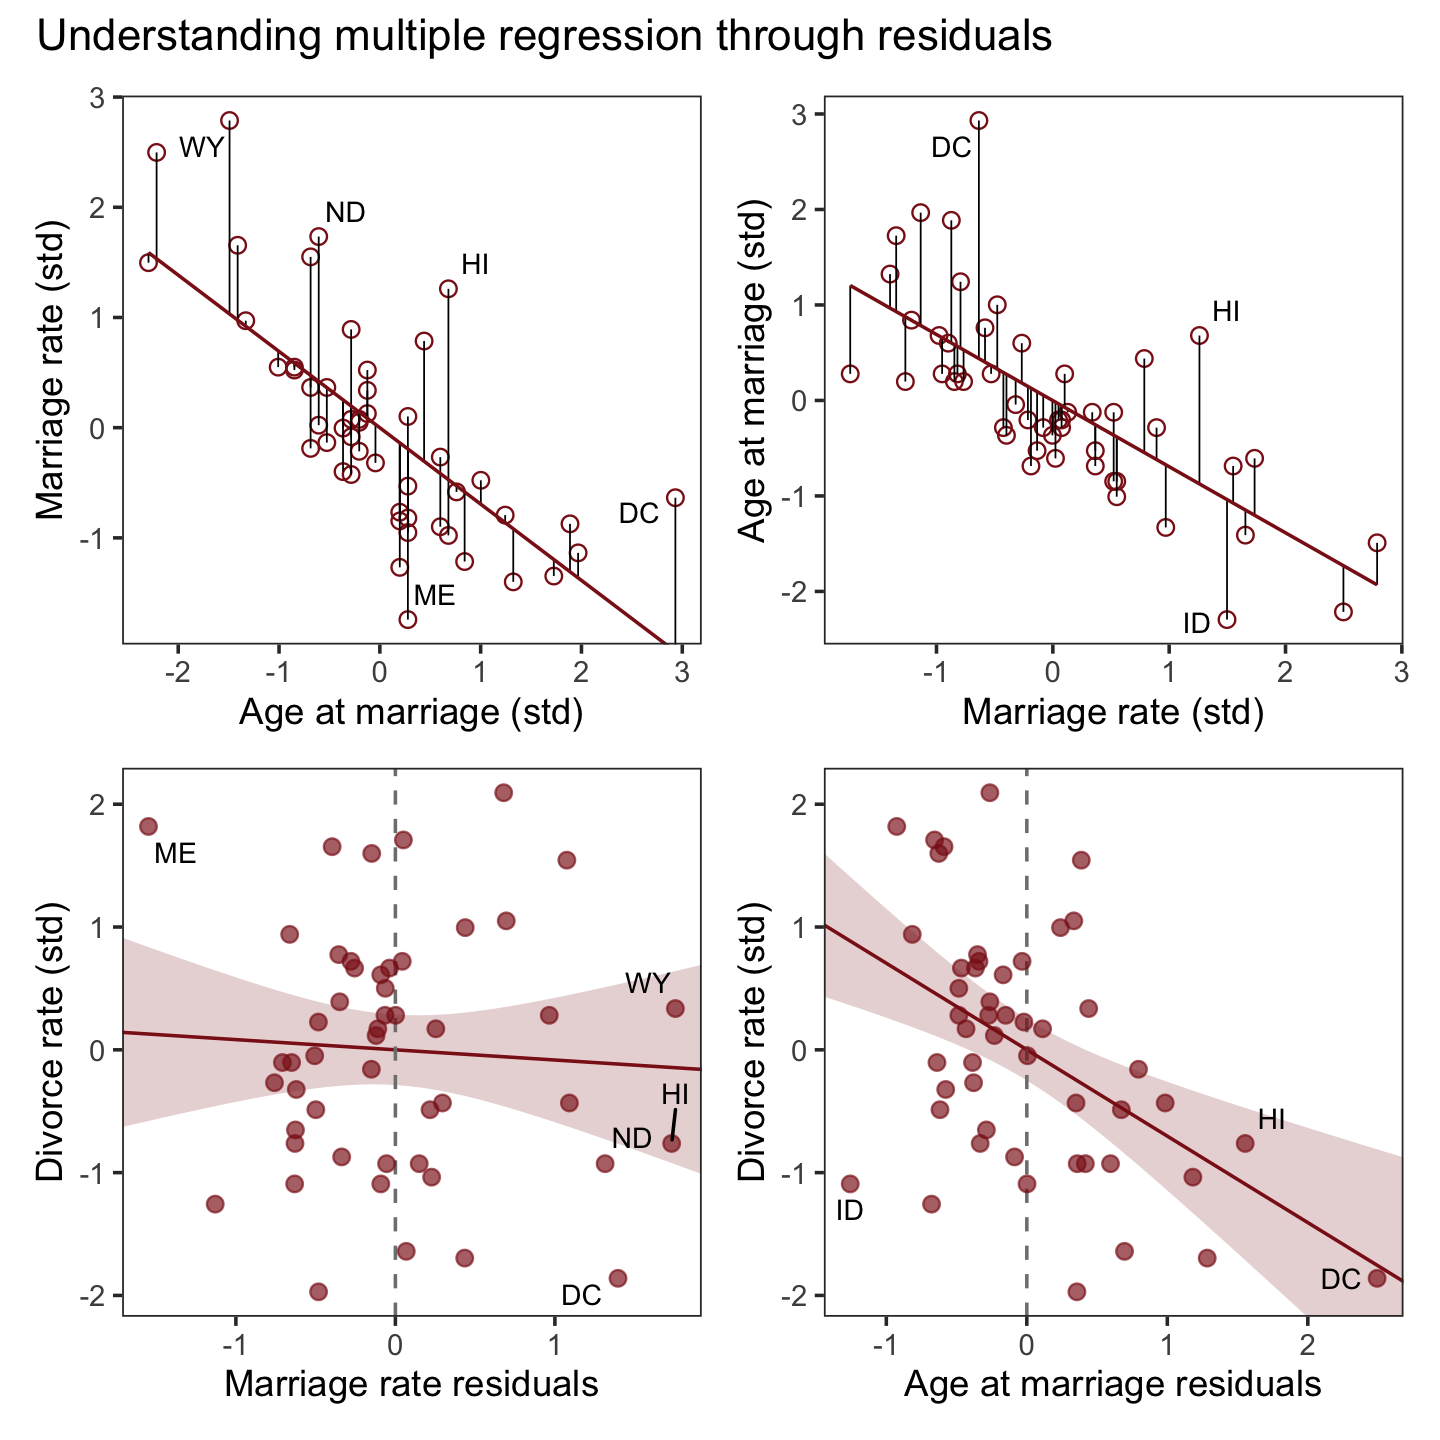 Understanding multiple regression through residuals
3
2
1
0
-1
Marriage rate (std)
WY
ND
HI
DC
ME
-2 -1 0 1 2 3
Age at marriage (std)
3
2
1
0
-1
-2
Age at marriage (std)
DC
HI
ID
-1 0 1 2 3
Marriage rate (std)
2
1
0
-1
-2
Divorce rate (std)
ME
WY
HI
ND
DC
-1 0 1
Marriage rate residuals
2
1
0
-1
-2
Divorce rate (std)
HI
ID
DC
-1 0 1 2
Age at marriage residuals